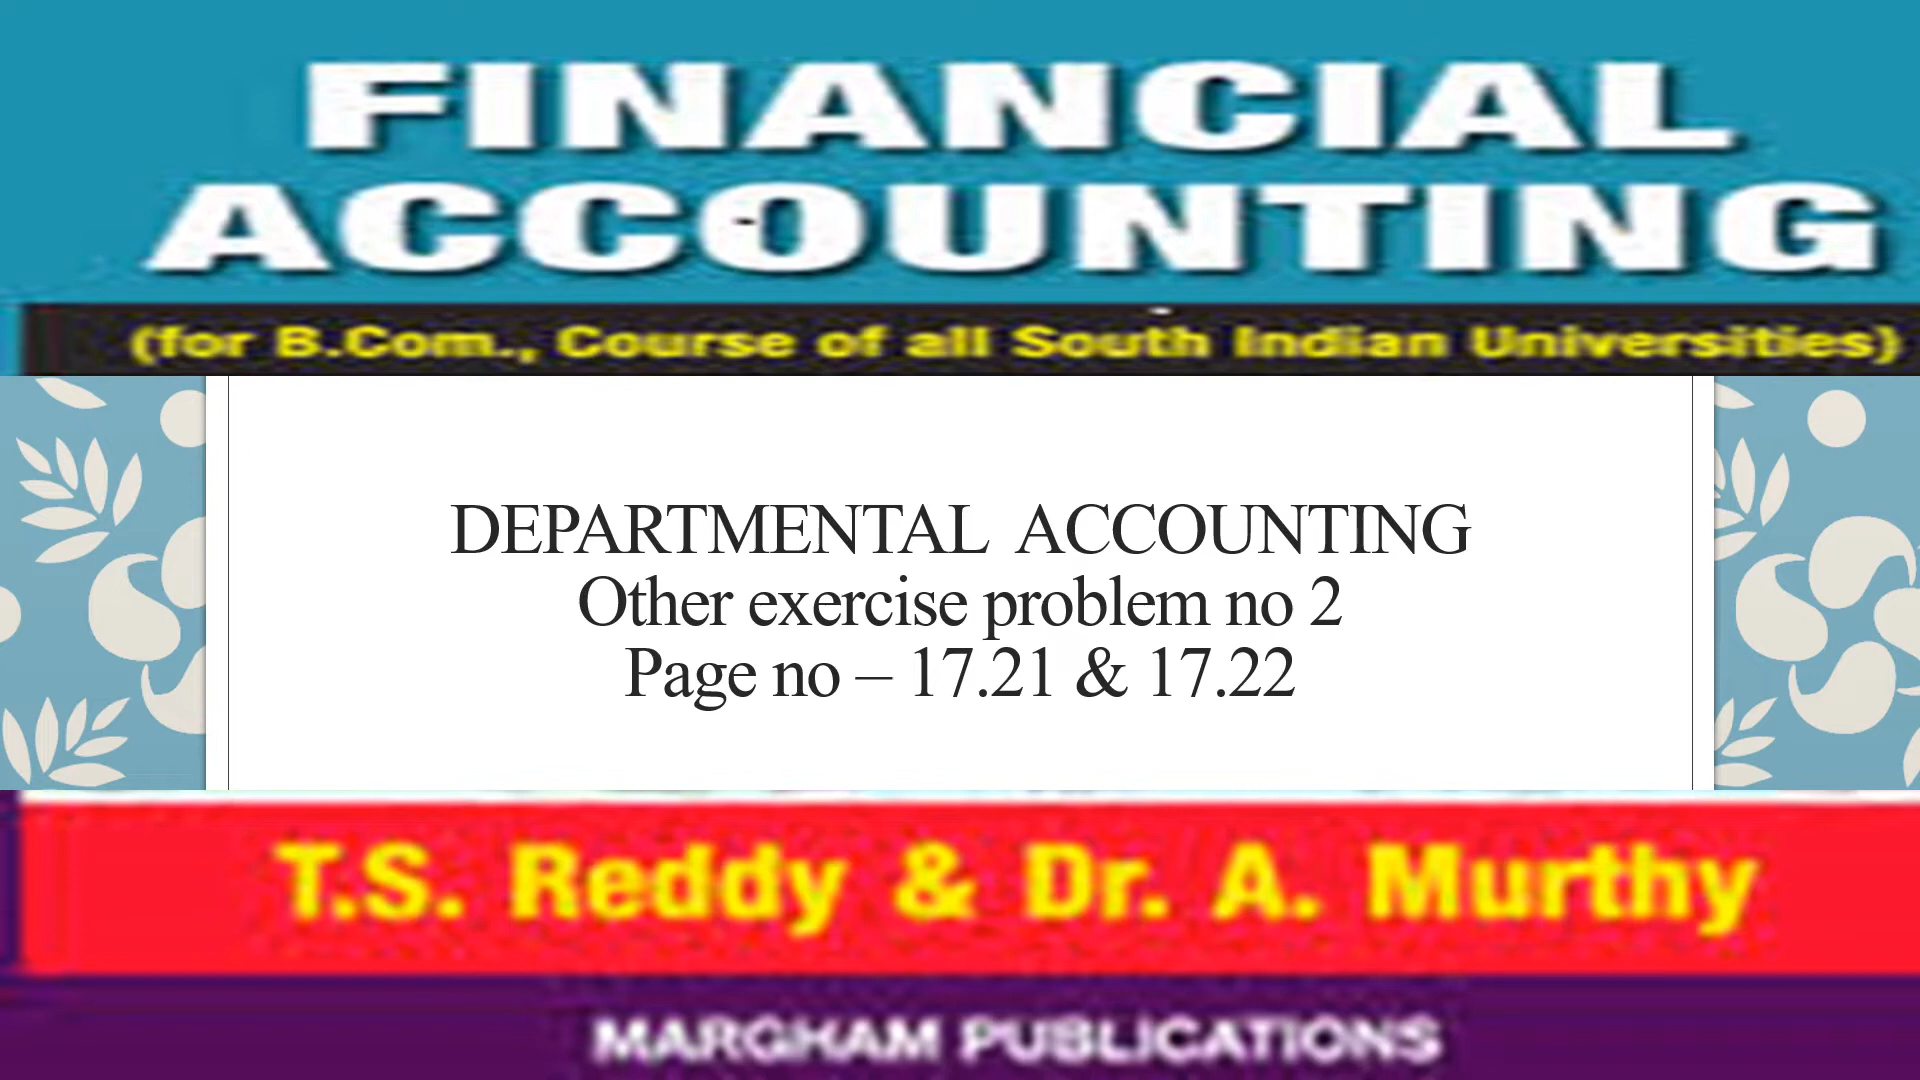 FINANCIAL
ACCOUNTING
(for B.Com., Course of all South Indian Universities)
DEPARTMENTAL ACCOUNTING
Other exercise problem no 2
Page no – 17.21 & 17.22
T.S. Reddy & Dr. A. Murthy
MARGHAM PUBLICATIONS